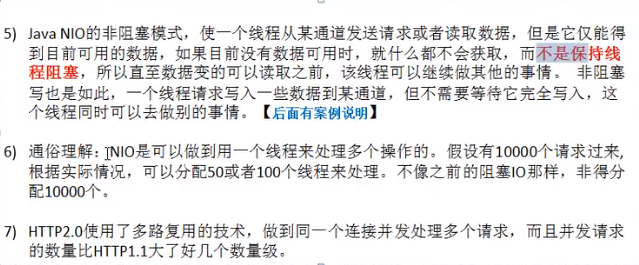 5) Java NIO的非阻塞模式，使一个线程从某通道发送请求或者读取数据，但是它仅能得
到目前可用的数据，如果目前没有数据可用时，就什么都不会获取，而不是保持线
程阻塞，所以直至数据变的可以读取之前，该线程可以继续做其他的事情。 非阻塞
写也是如此，一个线程请求写入一些数据到某通道，但不需要等待它完全写入，这
个线程同时可以去做别的事情。【后面有案例说明】
6) 通俗理解：NIO是可以做到用一个线程来处理多个操作的。假设有10000个请求过来,
根据实际情况，可以分配50或者100个线程来处理。不像之前的阻塞IO那样，非得分
配10000个。
7) HTTP2.0使用了多路复用的技术，做到同一个连接并发处理多个请求，而且并发请求
的数量比HTTP1.1大了好几个数量级。